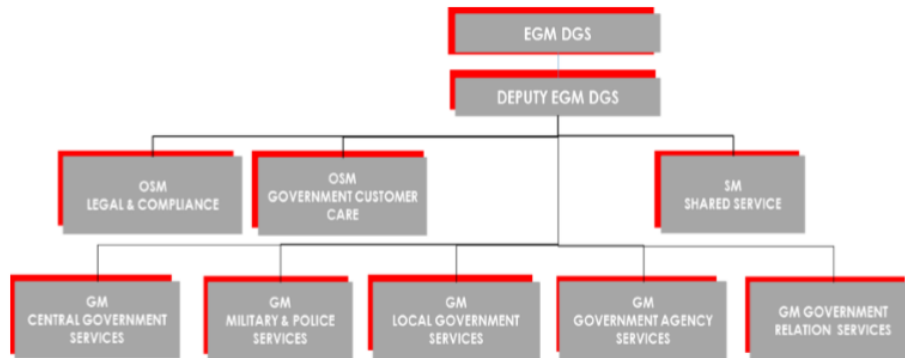 EGM DGS
DEPUTY EGM DGS
OSM
LEGAL & COMPLIANCE
OSM
GOVERNMENT CUSTOMER
CARE
SM
SHARED SERVICE
GM
CENTRAL GOVERNMENT
SERVICES
GM
MILITARY & POLICE
SERVICES
GM
LOCAL GOVERNMENT
SERVICES
GM
GOVERNMENT AGENCY
SERVICES
GM GOVERNMENT
RELATION SERVICES